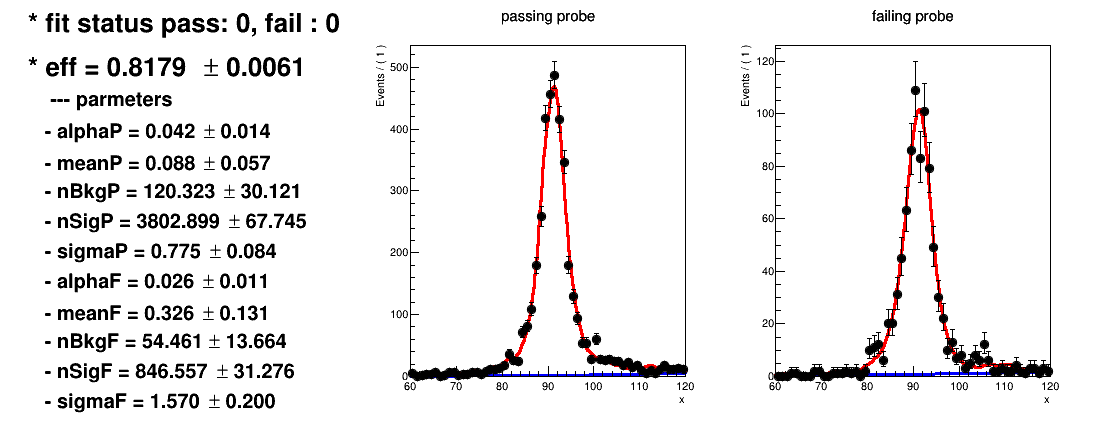 * fit status pass: 0, fail : 0
* eff = 0.8179 ± 0.0061
--- parmeters
- alphaP = 0.042 ± 0.014
- meanP = 0.088 ± 0.057
- nBkgP = 120.323 ± 30.121
- nSigP = 3802.899 ± 67.745
- sigmaP = 0.775 ± 0.084
- alphaF = 0.026 ± 0.011
- meanF = 0.326 ± 0.131
- nBkgF = 54.461 ± 13.664
- nSigF = 846.557 ± 31.276
- sigmaF = 1.570 ± 0.200
passing probe
Events / ( 1 )
500
400
300
200
100
0
60 70 80 90 100 110 120
x
failing probe
Events / ( 1 )
120
100
80
60
40
20
0
60 70 80 90 100 110 120
x